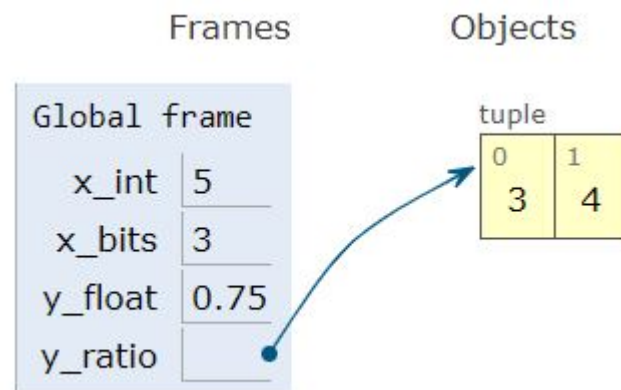 Frames Objects
Global frame
x_int 5
x_bits 3
y_float 0.75
y_ratio
tuple
0 1
3 4